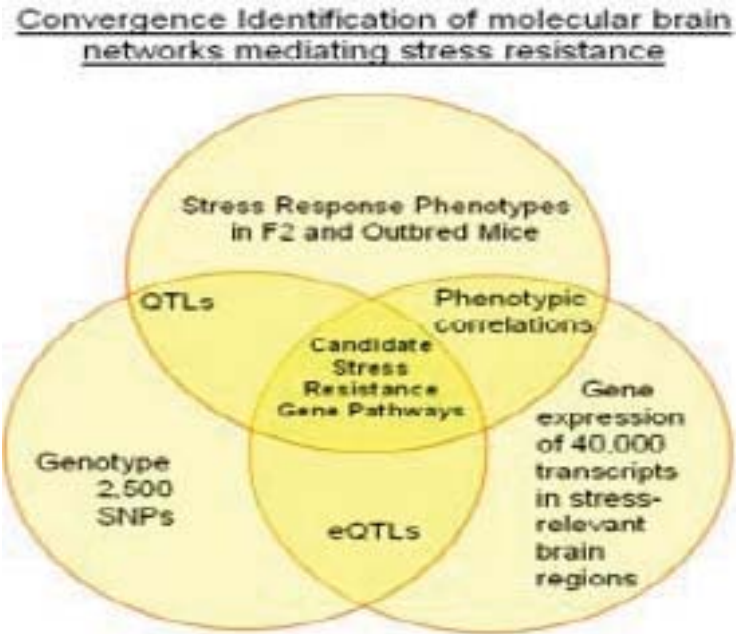 Convergence Identification of molecular brain
networks mediating stress resistance
Stress Response Phenotypes
in F2 and Outbred Mice
QTLs
Phenotypic
correlations
Candidate
Stress
Resistance
Gene Pathways
Genotype
2,500
SNPs
Gene
expression
of 40,000
transcripts
in stress-
relevant
brain
regions
eQTLs